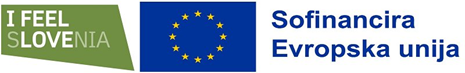 I FEEL
SLOVENIA
Sofinancira
Evropska unija